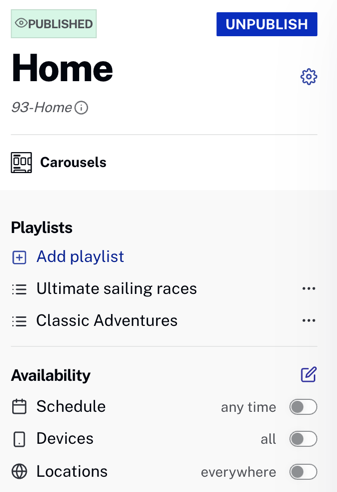 PUBLISHED
UNPUBLISH
Home
93-Home
Carousels
Playlists
Add playlist
Ultimate sailing races
Classic Adventures
Availability
Schedule any time
Devices all
Locations everywhere